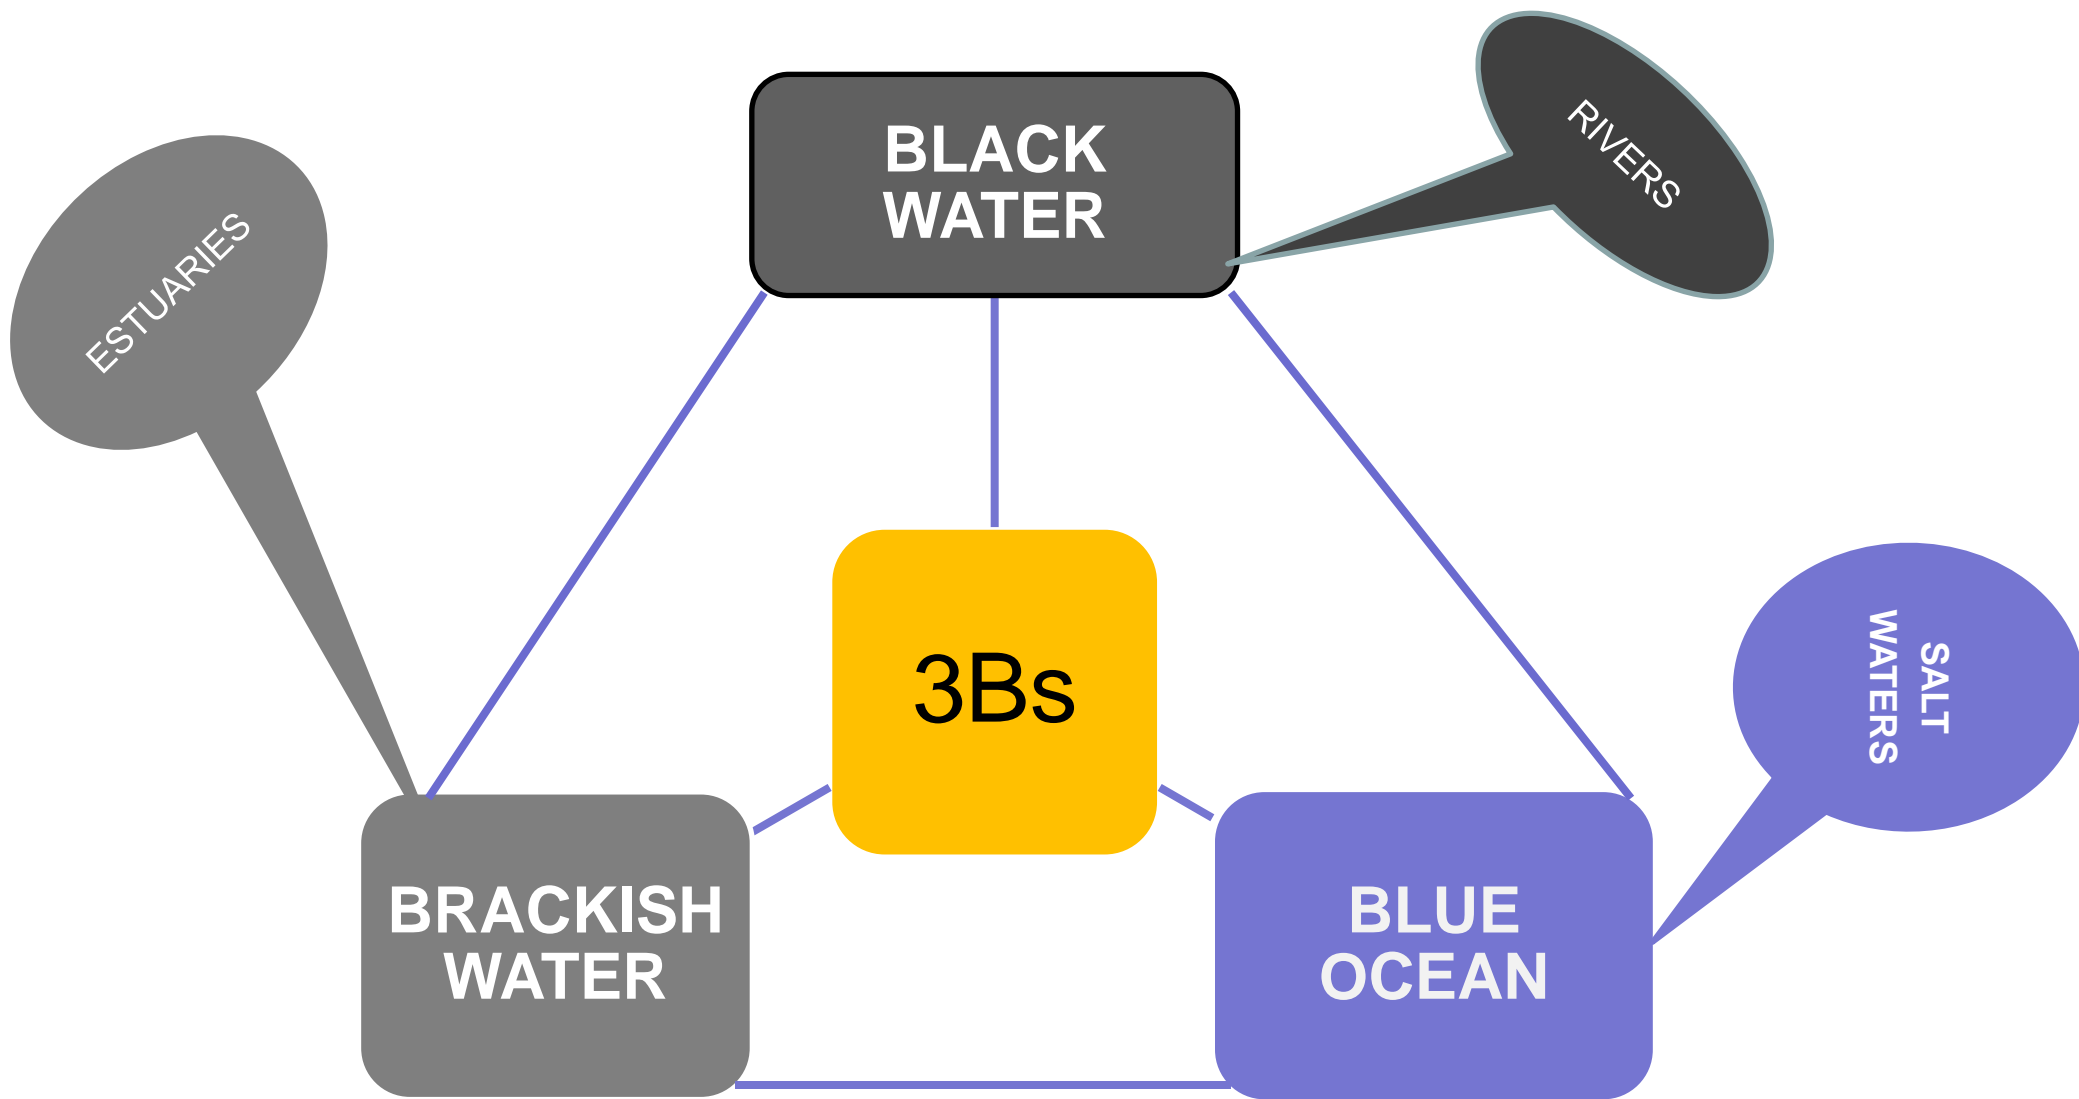 BLACK
WATER
RIVERS
ESTUARIES
3Bs
SALT
WATERS
BRACKISH
WATER
BLUE
OCEAN